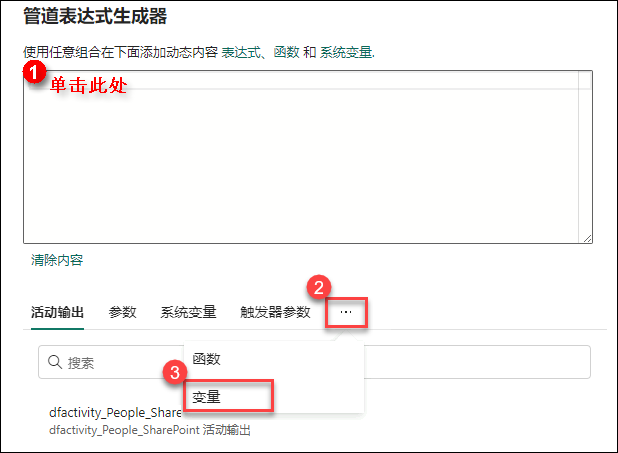 管道表达式生成器
使用任意组合在下面添加动态内容 表达式、函数 和 系统变量.
1 单击此处
清除内容
2
活动输出 参数 系统变量 触发器参数 ...
搜索
函数
3 变量
dfactivity_People_Share
dfactivity_People_SharePoint 活动输出